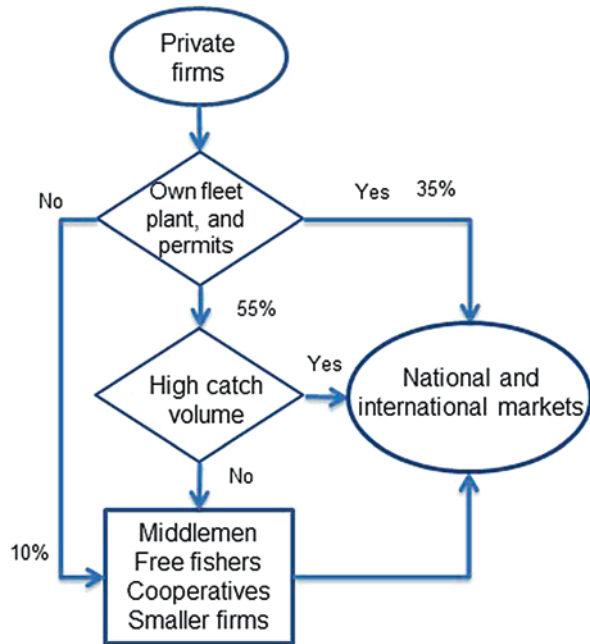 Private
firms
No
Own fleet
plant, and
permits
Yes 35%
55%
High catch
volume
Yes
National and
international markets
No
10%
Middlemen
Free fishers
Cooperatives
Smaller firms